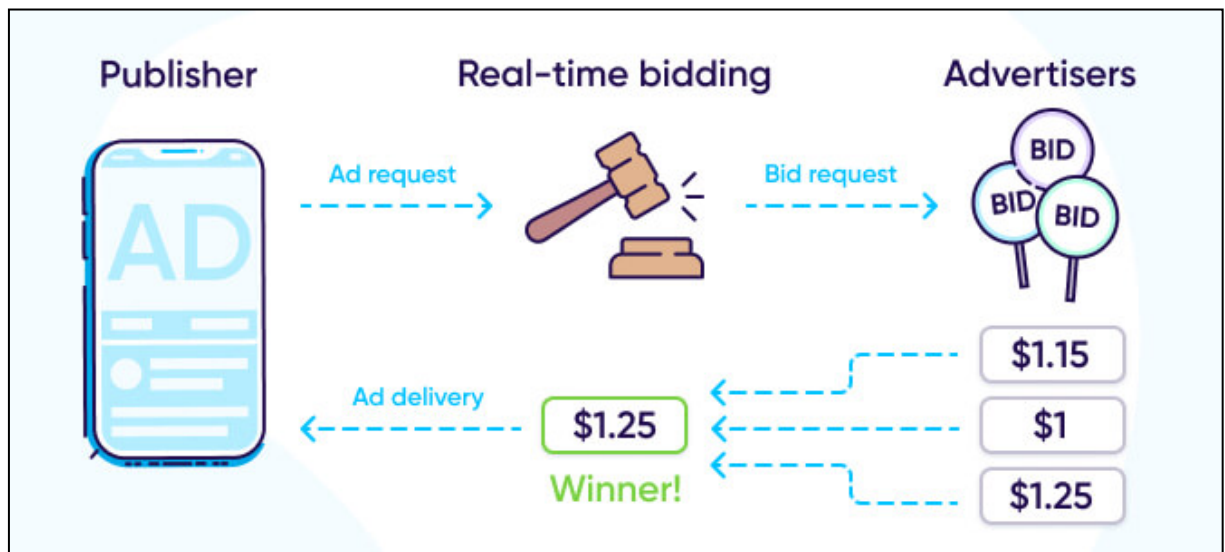 Publisher
Real-time bidding
Advertisers
AD
Ad request
Bid request
BID
BID
BID
$1.15
Ad delivery
$1.25
$1
Winner!
$1.25